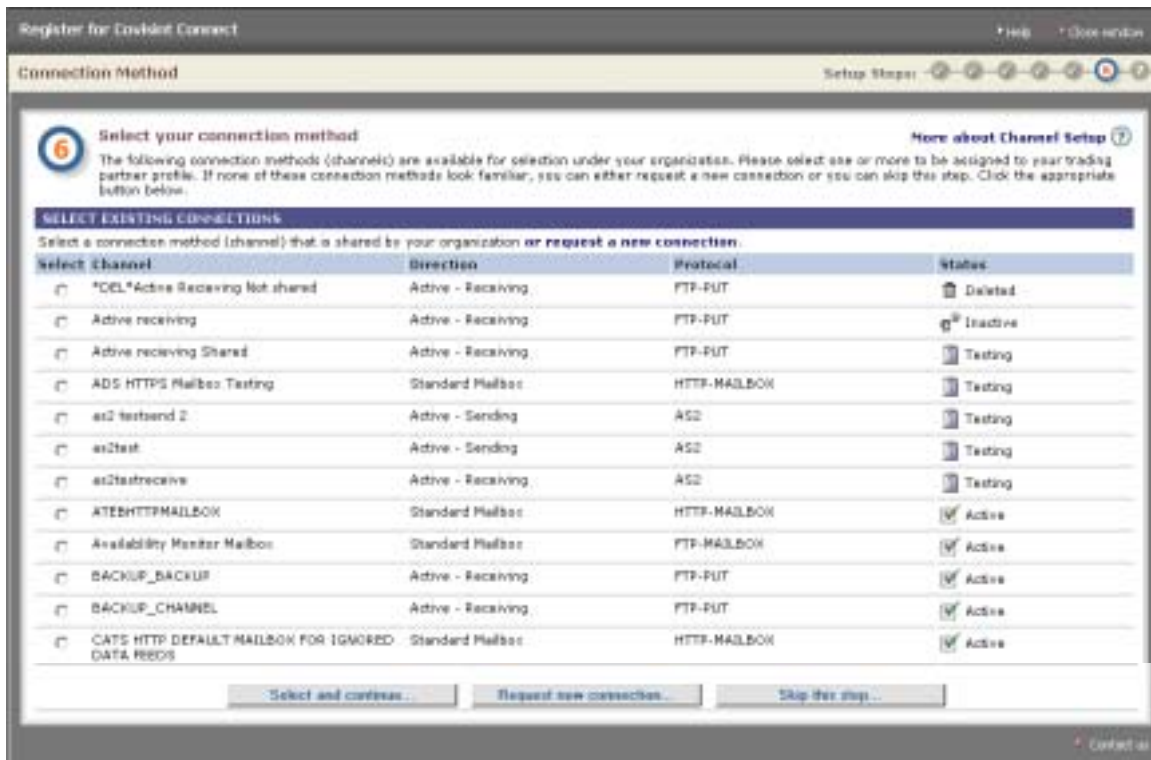 Register for Covisint Connect
Help Close window
Connection Method
Setup Steps: 6
6
Select your connection method
More about Channel Setup ?
The following connection methods (channels) are available for selection under your organization. Please select one or more to be assigned to your trading
partner profile. If none of these connection methods look familiar, you can either request a new connection or you can skip this step. Click the appropriate
button below.
SELECT EXISTING CONNECTIONS
Select a connection method (channel) that is shared by your organization or request a new connection.
Select Channel Direction Protocal Status
*DEL*Active Recieving Not shared Active - Receiving FTP-PUT Deleted
Active receiving Active - Receiving FTP-PUT Inactive
Active recieving Shared Active - Receiving FTP-PUT Testing
ADS HTTPS Mailbox Testing Standard Mailbox HTTP-MAILBOX Testing
as2 testsend 2 Active - Sending AS2 Testing
as2test Active - Sending AS2 Testing
as2testreceive Active - Receiving AS2 Testing
ATEBHTTPMAILBOX Standard Mailbox HTTP-MAILBOX Active
Availability Monitor Mailbox Standard Mailbox FTP-MAILBOX Active
BACKUP_BACKUP Active - Receiving FTP-PUT Active
BACKUP_CHANNEL Active - Receiving FTP-PUT Active
CATS HTTP DEFAULT MAILBOX FOR IGNORED Standard Mailbox HTTP-MAILBOX Active
DATA FEEDS
Select and continue... Request new connection... Skip this step...
Contact us